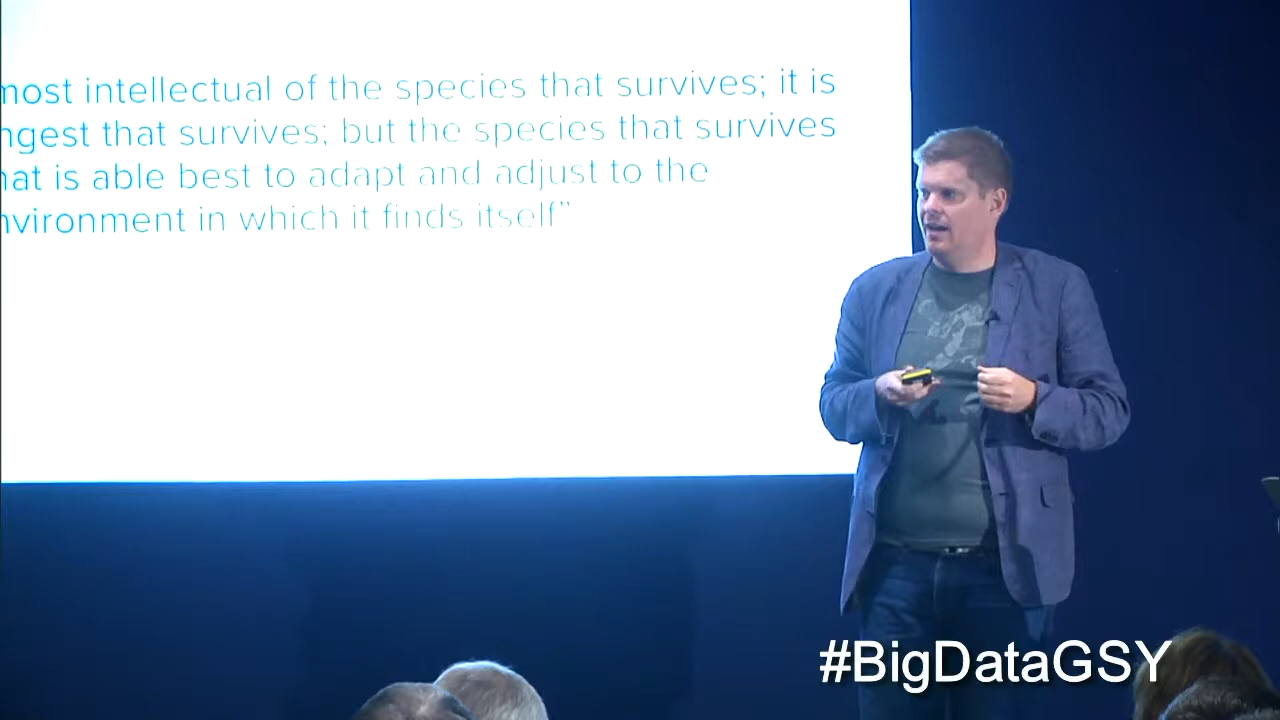 most intellectual of the species that survives; it is
ngest that survives; but the species that survives
hat is able best to adapt and adjust to the
nvironment in which it finds itself”
#BigDataGSY